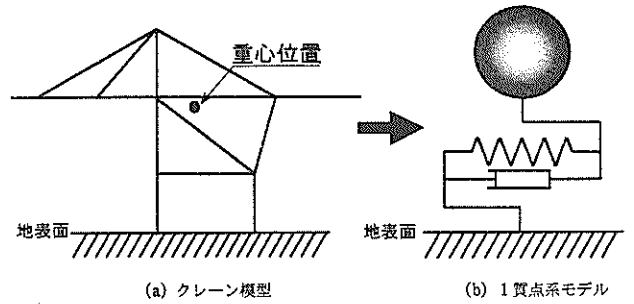 重心位置
地表面
地表面
(a) クレーン模型
(b) 1質点系モデル